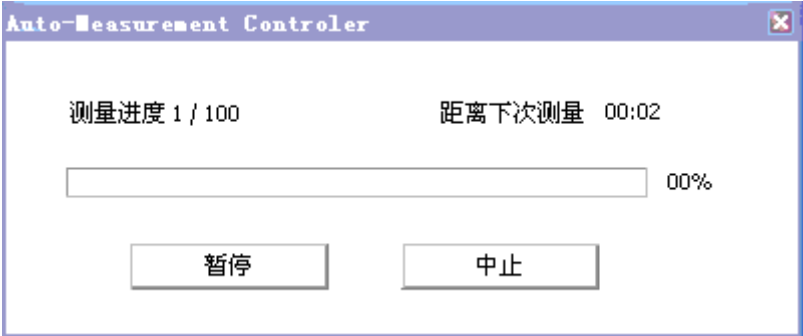 Auto-Measurement Controler
测量进度 1 / 100 距离下次测量 00:02
00%
暂停 中止